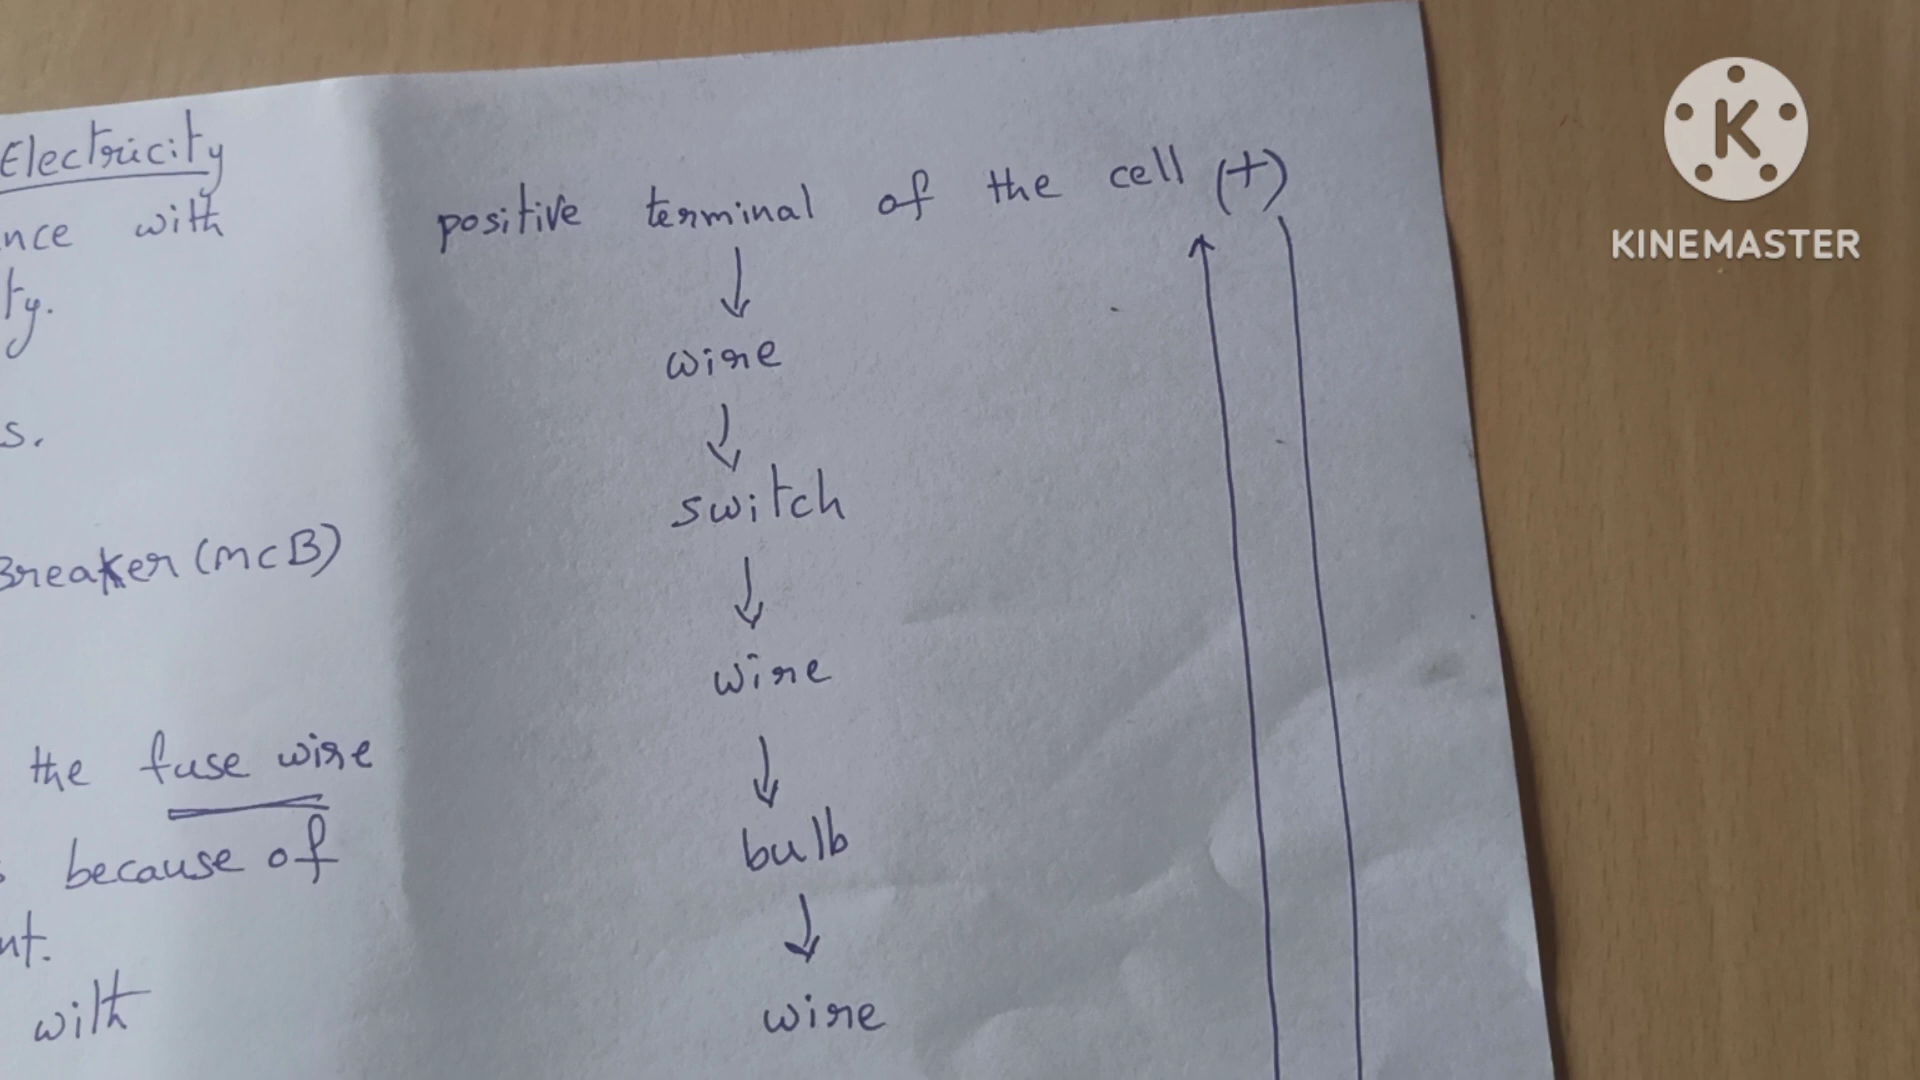 Electricity
nce with
ty.
s.
Breaker (MCB)
the fuse wire
s because of
nt.
with
positive terminal of the cell (+)
↓
wire
↓
switch
↓
wire
↓
bulb
↓
wire
K
KINEMASTER